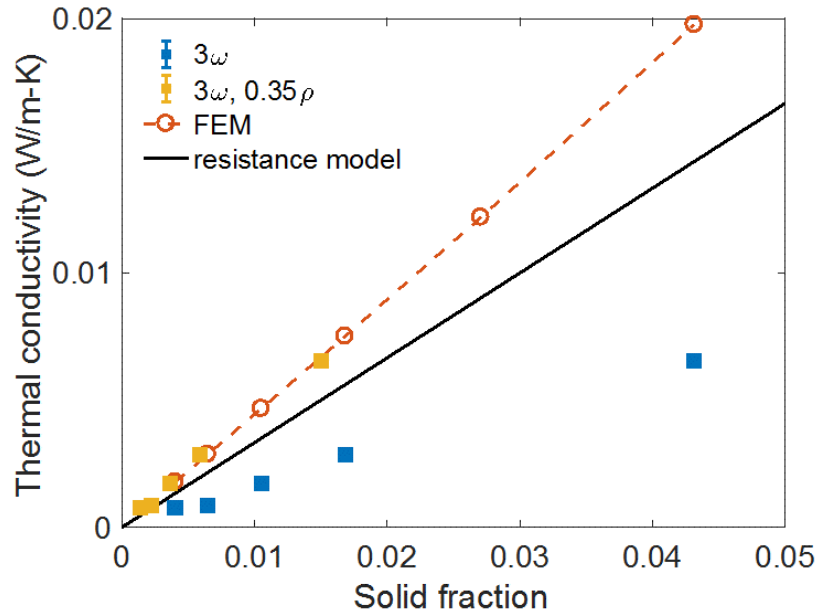 3ω
3ω, 0.35ρ
FEM
resistance model
Thermal conductivity (W/m-K)
0.02
0.01
0
0 0.01 0.02 0.03 0.04 0.05
Solid fraction